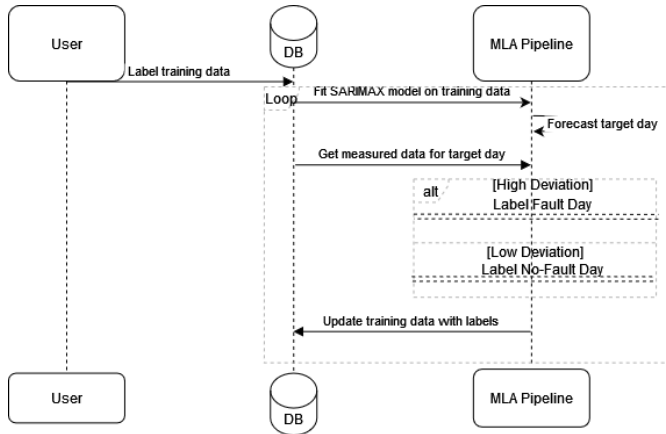 User
DB
MLA Pipeline
Label training data
Loop
Fit SARIMAX model on training data
Forecast target day
Get measured data for target day
alt
[High Deviation]
Label Fault Day
[Low Deviation]
Label No-Fault Day
Update training data with labels
User
DB
MLA Pipeline